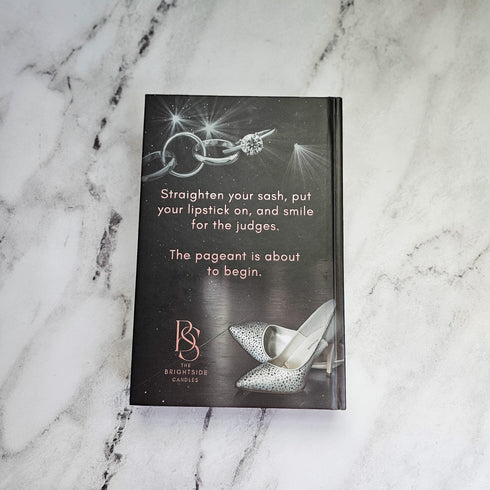 Straighten your sash, put
your lipstick on, and smile
for the judges.
The pageant is about
to begin.
BS
THE
BRIGHTSIDE
CANDLES